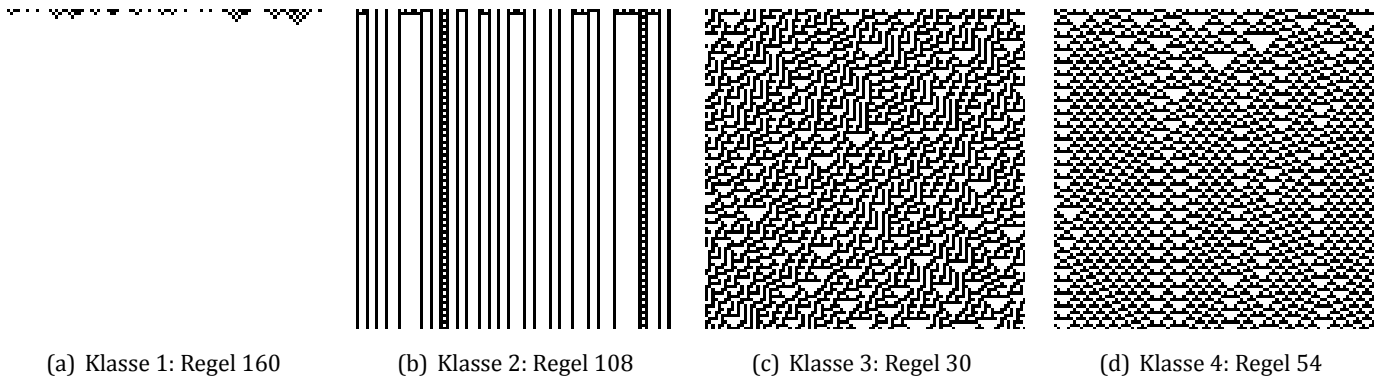 (a) Klasse 1: Regel 160
(b) Klasse 2: Regel 108
(c) Klasse 3: Regel 30
(d) Klasse 4: Regel 54